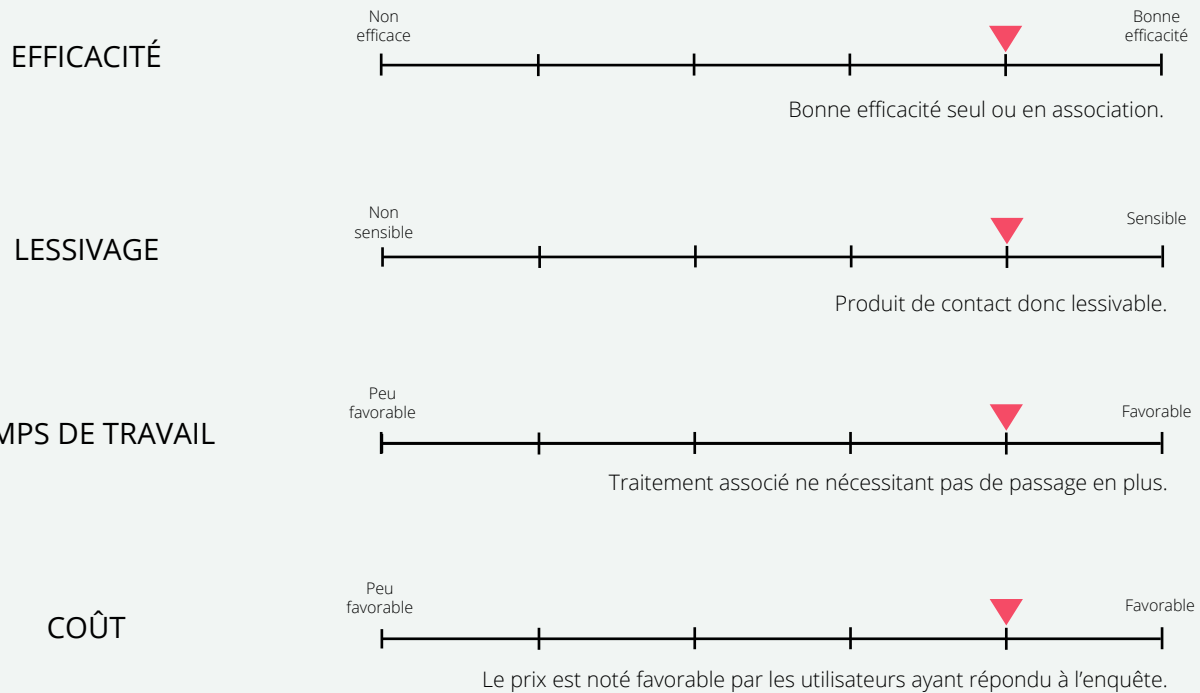 Non
efficace
Bonne
efficacité
EFFICACITÉ
Bonne efficacité seul ou en association.
Non
sensible
Sensible
LESSIVAGE
Produit de contact donc lessivable.
Peu
favorable
Favorable
MPS DE TRAVAIL
Traitement associé ne nécessitant pas de passage en plus.
Peu
favorable
Favorable
COÛT
Le prix est noté favorable par les utilisateurs ayant répondu à l’enquête.